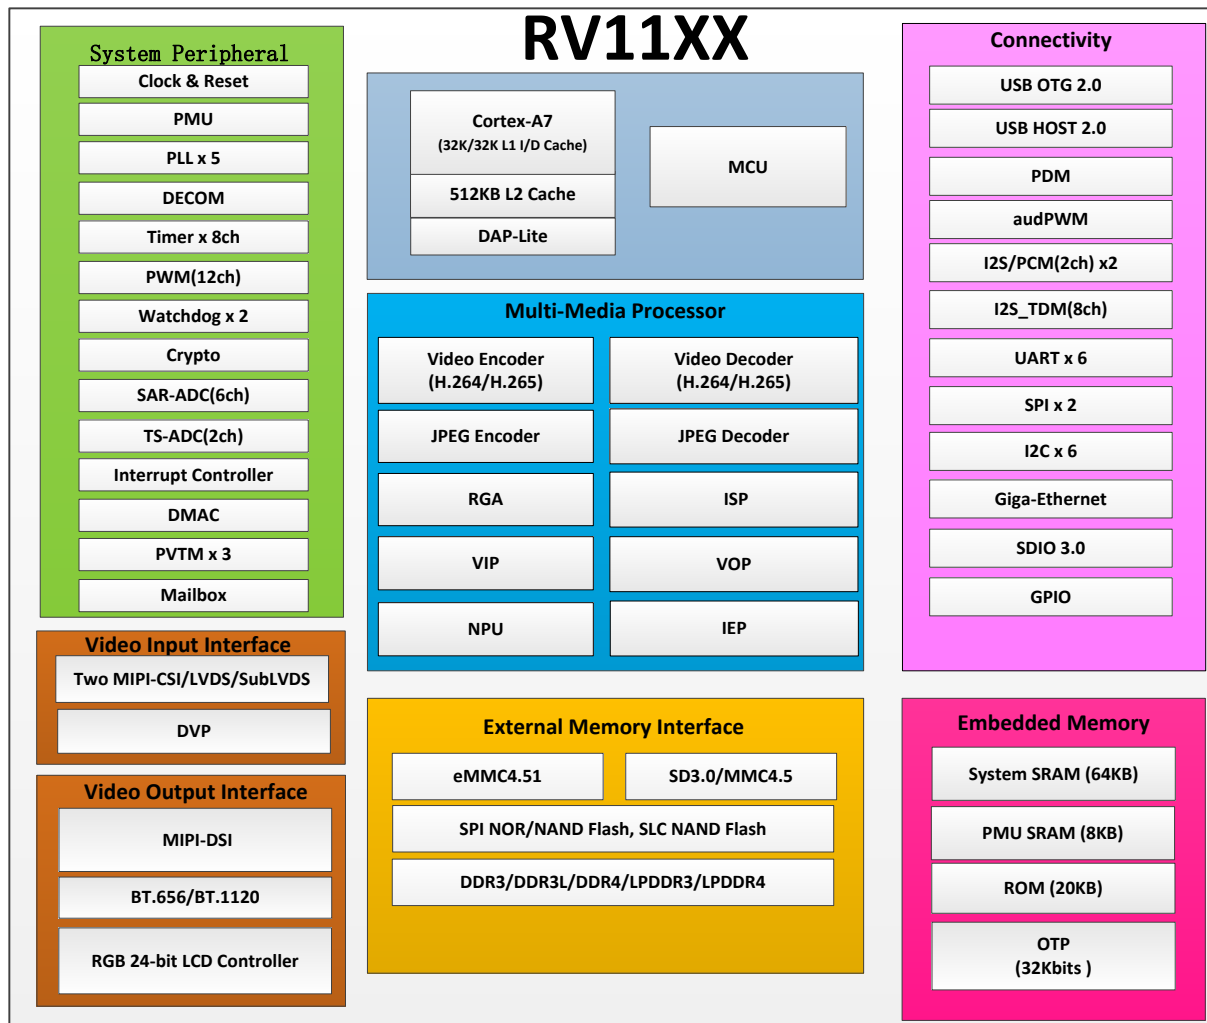 RV11XX
System Peripheral
Clock & Reset
PMU
PLL x 5
DECOM
Timer x 8ch
PWM(12ch)
Watchdog x 2
Crypto
SAR-ADC(6ch)
TS-ADC(2ch)
Interrupt Controller
DMAC
PVTM x 3
Mailbox
Video Input Interface
Two MIPI-CSI/LVDS/SubLVDS
DVP
Video Output Interface
MIPI-DSI
BT.656/BT.1120
RGB 24-bit LCD Controller
Cortex-A7
(32K/32K L1 I/D Cache)
512KB L2 Cache
DAP-Lite
MCU
Multi-Media Processor
Video Encoder
(H.264/H.265)
Video Decoder
(H.264/H.265)
JPEG Encoder
JPEG Decoder
RGA
ISP
VIP
VOP
NPU
IEP
External Memory Interface
eMMC4.51
SD3.0/MMC4.5
SPI NOR/NAND Flash, SLC NAND Flash
DDR3/DDR3L/DDR4/LPDDR3/LPDDR4
Connectivity
USB OTG 2.0
USB HOST 2.0
PDM
audPWM
I2S/PCM(2ch) x2
I2S_TDM(8ch)
UART x 6
SPI x 2
I2C x 6
Giga-Ethernet
SDIO 3.0
GPIO
Embedded Memory
System SRAM (64KB)
PMU SRAM (8KB)
ROM (20KB)
OTP
(32Kbits )